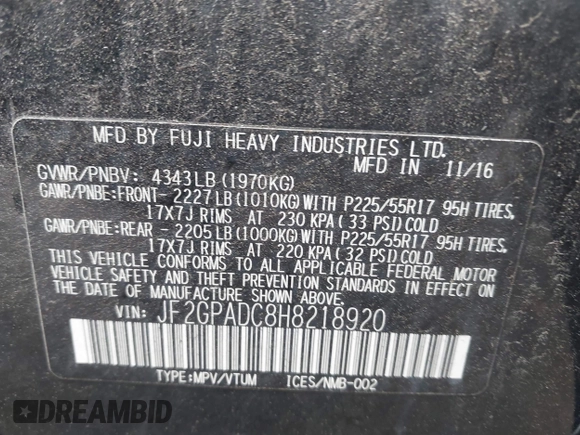 MFD BY FUJI HEAVY INDUSTRIES LTD.
MFD IN 11/16
GVWR/PNBV: 4343LB(1970KG)
GAWR/PNBE:FRONT-2227LB(1010KG)WITH P225/55R17 95H TIRES,
17X7J RIMS AT 230 KPA(33 PSI)COLD
GAWR/PNBE:REAR-2205LB(1000KG)WITH P225/55R17 95H TIRES,
17X7J RIMS AT 220 KPA(32 PSI)COLD
THIS VEHICLE CONFORMS TO ALL APPLICABLE FEDERAL MOTOR
VEHICLE SAFETY AND THEFT PREVENTION STANDARDS IN EFFECT
ON THE DATE OF MANUFACTURE SHOWN ABOVE.
VIN: JF2GPADC8H8218920
TYPE:MPV/VTUM ICES/NMB-002
DREAMBID